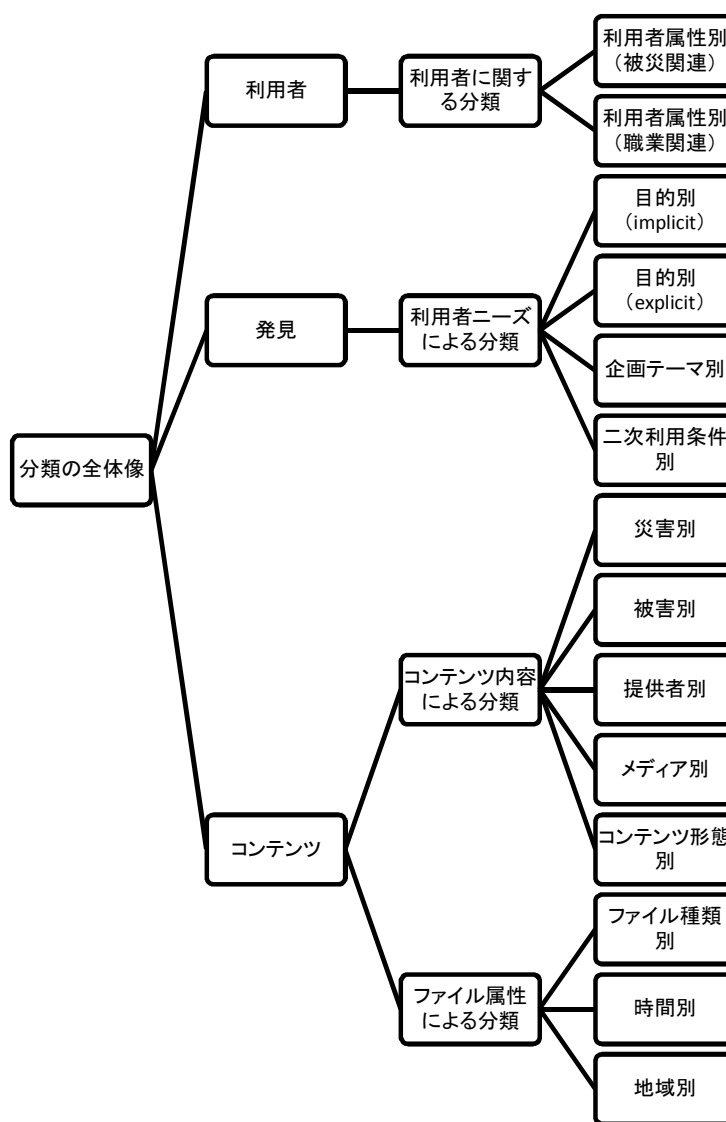 分類の全体像
利用者
利用者に関す
る分類
利用者属性別
（被災関連）
利用者属性別
（職業関連）
発見
利用者ニーズ
による分類
目的別
（implicit）
目的別
（explicit）
企画テーマ別
二次利用条件
別
コンテンツ
コンテンツ内容
による分類
災害別
被害別
提供者別
メディア別
コンテンツ形態
別
ファイル属性
による分類
ファイル種類
別
時間別
地域別